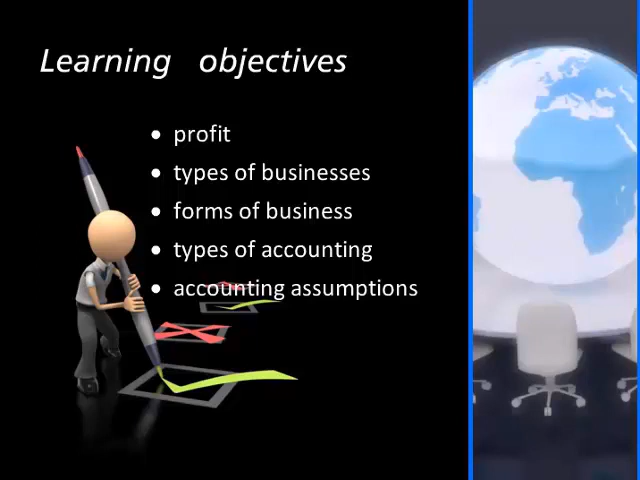 Learning objectives
• profit
• types of businesses
• forms of business
• types of accounting
• accounting assumptions